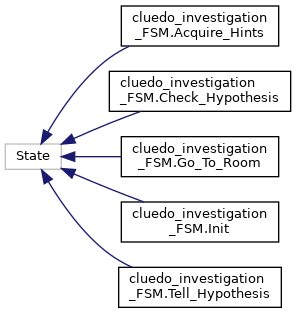 cluedo_investigation
_FSM.Acquire_Hints
cluedo_investigation
_FSM.Check_Hypothesis
State
cluedo_investigation
_FSM.Go_To_Room
cluedo_investigation
_FSM.Init
cluedo_investigation
_FSM.Tell_Hypothesis